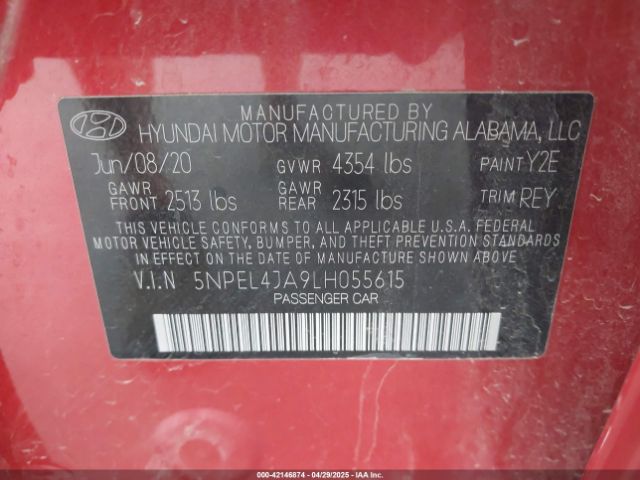 MANUFACTURED BY
HYUNDAI MOTOR MANUFACTURING ALABAMA, LLC
Jun/08/20 GVWR 4354 lbs PAINT Y2E
GAWR FRONT 2513 lbs GAWR REAR 2315 lbs TRIM REY
THIS VEHICLE CONFORMS TO ALL APPLICABLE U.S.A. FEDERAL
MOTOR VEHICLE SAFETY, BUMPER, AND THEFT PREVENTION
STANDARDS IN EFFECT ON THE DATE OF MANUFACTURE SHOWN ABOVE
V.I.N 5NPEL4JA9LH055615
PASSENGER CAR
000-42146874 - 04/29/2025 - IAA Inc.